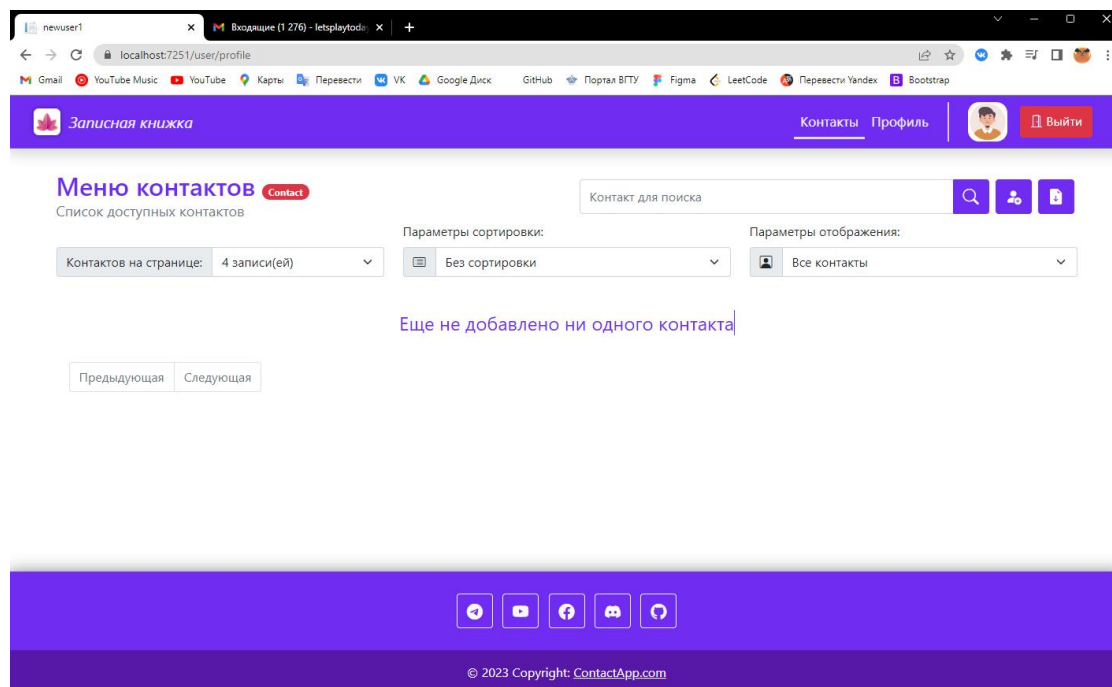 newuser1 Входящие (1 276) - letsplaytoda
localhost:7251/user/profile
Gmail YouTube Music YouTube Карты Перевести VK Google Диск GitHub Портал ВГТУ Figma LeetCode Перевести Yandex Bootstrap
Записная книжка Контакты Профиль Выйти
Меню контактов Contact
Список доступных контактов
Контакт для поиска
Параметры сортировки: Параметры отображения:
Контактов на странице: 4 записи(ей) Без сортировки Все контакты
Еще не добавлено ни одного контакта
Предыдущая Следующая
© 2023 Copyright: ContactApp.com